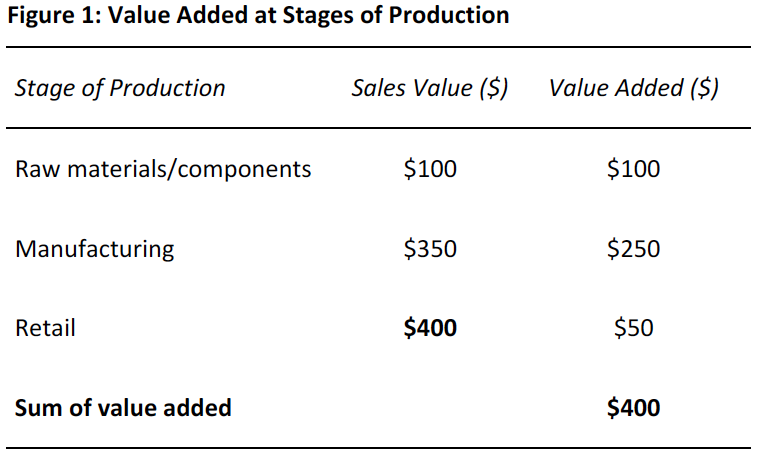 Figure 1: Value Added at Stages of Production
Stage of Production Sales Value ($) Value Added ($)
Raw materials/components $100 $100
Manufacturing $350 $250
Retail $400 $50
Sum of value added $400